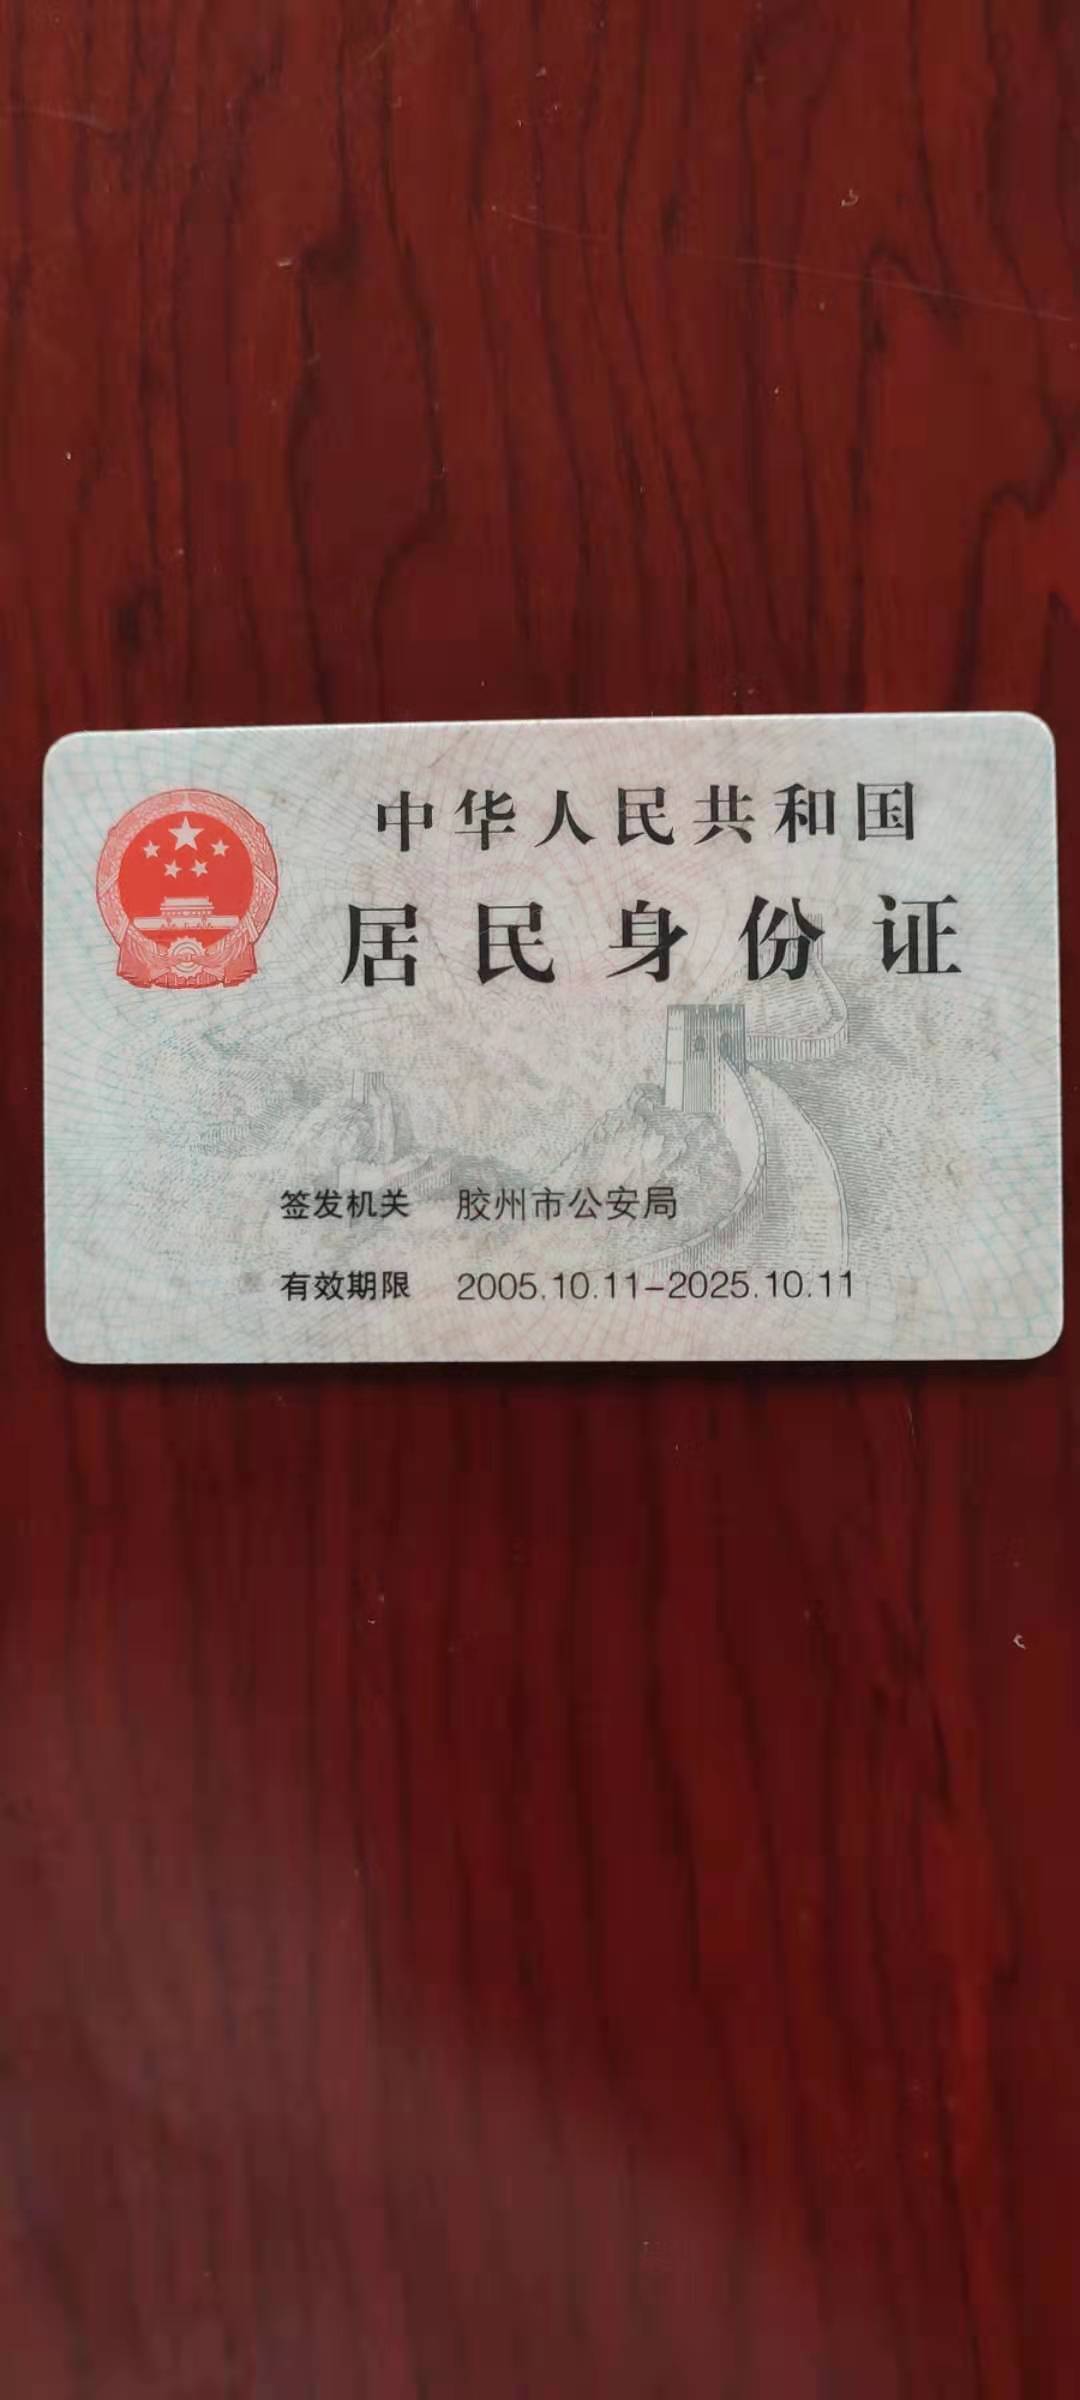 中华人民共和国
居民身份证
签发机关 胶州市公安局
有效期限 2005.10.11-2025.10.11